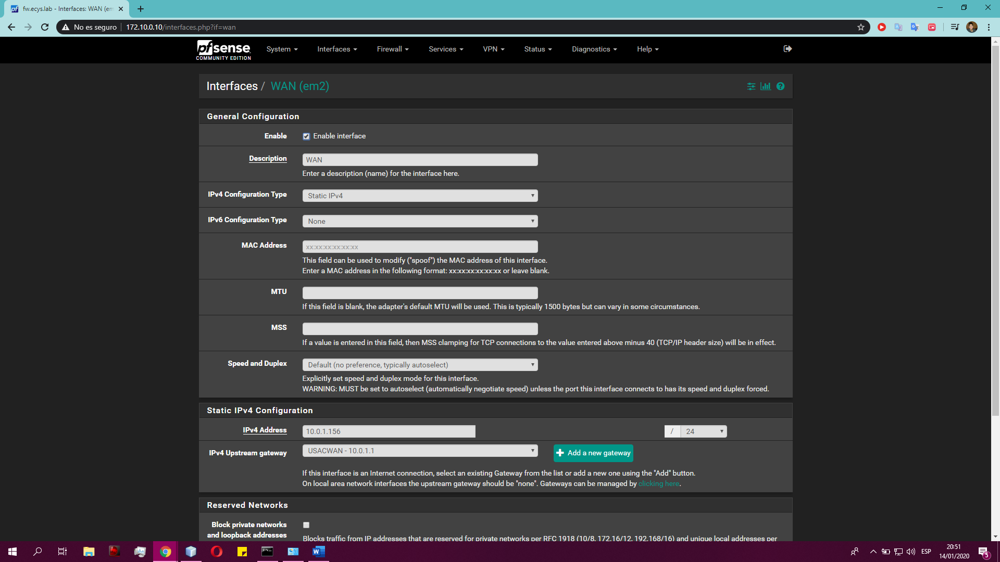 fw.ecys.lab - Interfaces: WAN (em
No es seguro
172.10.0.10/interfaces.php?if=wan
pfsense
COMMUNITY EDITION
System
Interfaces
Firewall
Services
VPN
Status
Diagnostics
Help
Interfaces / WAN (em2)
General Configuration
Enable
Enable interface
Description
WAN
Enter a description (name) for the interface here.
IPv4 Configuration Type
Static IPv4
IPv6 Configuration Type
None
MAC Address
xx:xx:xx:xx:xx:xx
This field can be used to modify ("spoof") the MAC address of this interface.
Enter a MAC address in the following format: xx:xx:xx:xx:xx:xx or leave blank.
MTU
If this field is blank, the adapter's default MTU will be used. This is typically 1500 bytes but can vary in some circumstances.
MSS
If a value is entered in this field, then MSS clamping for TCP connections to the value entered above minus 40 (TCP/IP header size) will be in effect.
Speed and Duplex
Default (no preference, typically autoselect)
Explicitly set speed and duplex mode for this interface.
WARNING: MUST be set to autoselect (automatically negotiate speed) unless the port this interface connects to has its speed and duplex forced.
Static IPv4 Configuration
IPv4 Address
10.0.1.156
/ 24
IPv4 Upstream gateway
USACWAN - 10.0.1.1
Add a new gateway
If this interface is an Internet connection, select an existing Gateway from the list or add a new one using the "Add" button.
On local area network interfaces the upstream gateway should be "none". Gateways can be managed by clicking here.
Reserved Networks
Block private networks
and loopback addresses
Blocks traffic from IP addresses that are reserved for private networks per RFC 1918 (10/8, 172.16/12, 192.168/16) and unique local addresses per
ESP
20:51
14/01/2020
5